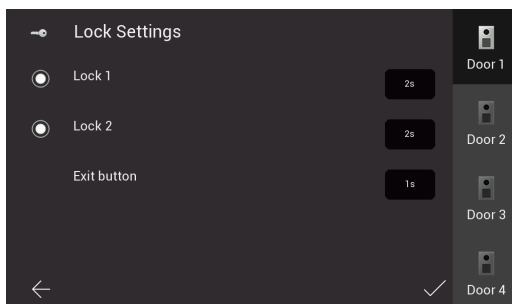 Lock Settings
Lock 1
2s
Lock 2
2s
Exit button
1s
Door 1
Door 2
Door 3
Door 4